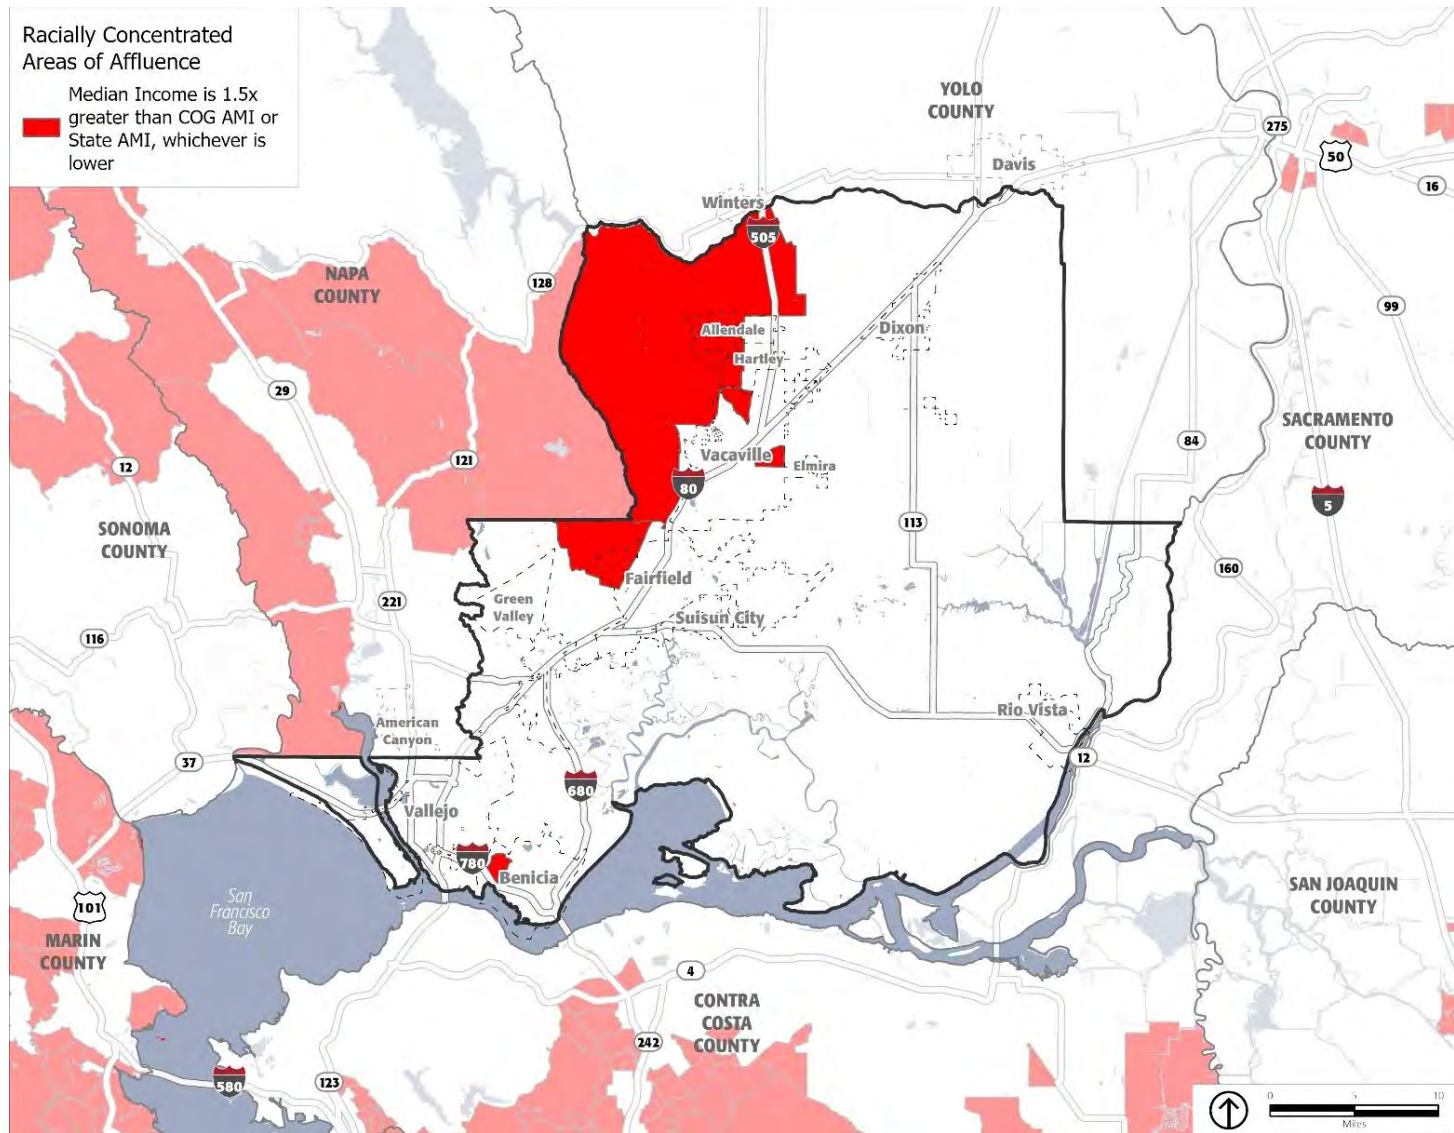 Racially Concentrated
Areas of Affluence
Median Income is 1.5x
greater than COG AMI or
State AMI, whichever is
lower
YOLO
COUNTY
275
50
Davis
16
Winters
505
NAPA
COUNTY
128
99
Allendale
Dixon
Hartley
29
SACRAMENTO
COUNTY
84
12
121
Vacaville
Elmira
80
5
SONOMA
COUNTY
113
160
Fairfield
Green
Valley
221
Suisun City
116
Rio Vista
American
Canyon
37
12
680
Vallejo
780
Benicia
San
Francisco
Bay
101
SAN JOAQUIN
COUNTY
MARIN
COUNTY
4
CONTRA
COSTA
COUNTY
242
580
123
0 5 10
Miles